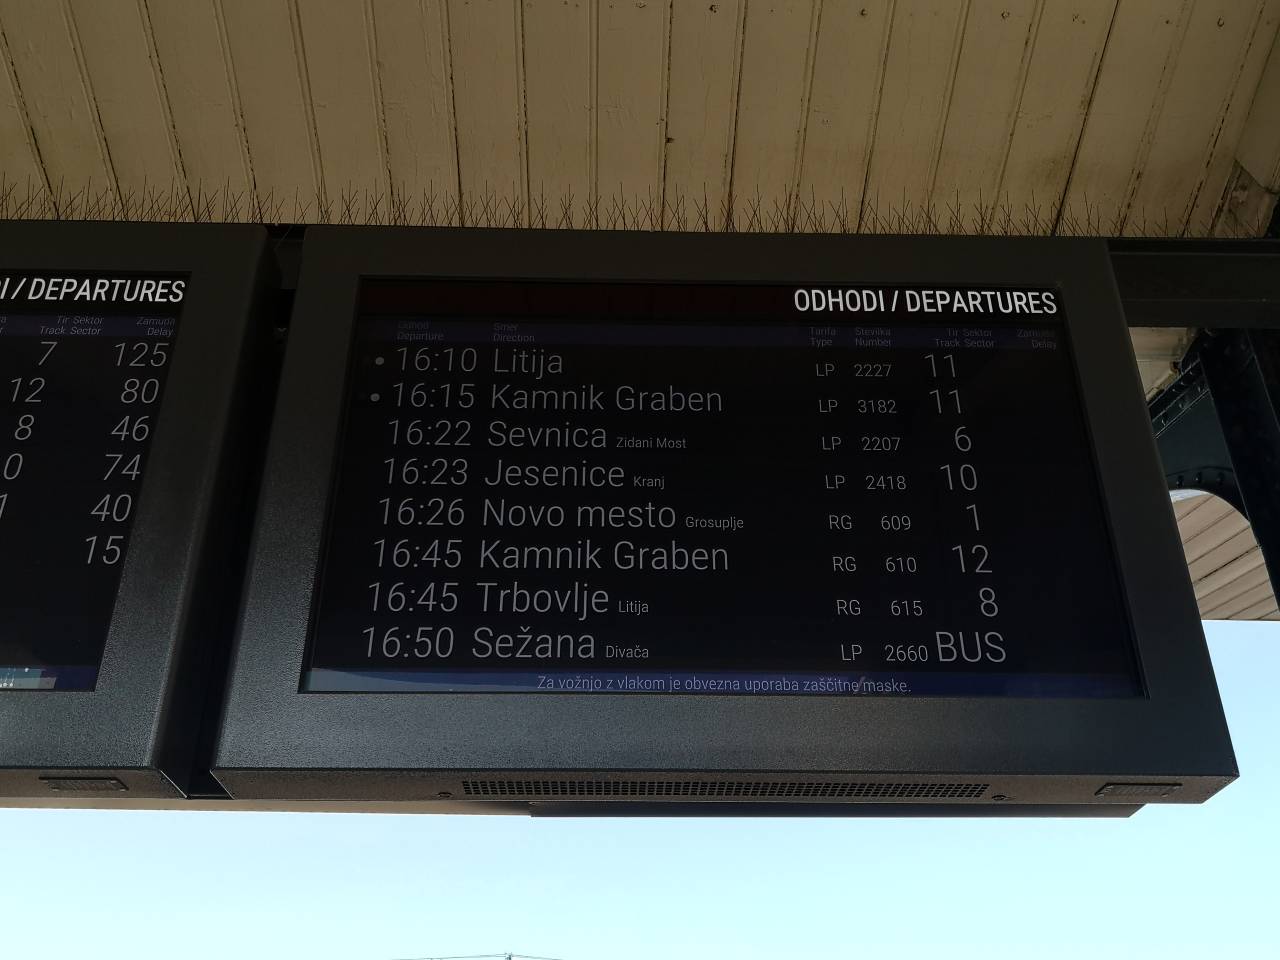 I / DEPARTURES
Tir Sektor Zamuda
Track Sector Delay
7 125
12 80
8 46
0 74
1 40
15
ODHODI / DEPARTURES
Odhod Smer Tarifa Številka Tir Sektor Zamuda
Departure Direction Type Number Track Sector Delay
• 16:10 Litija LP 2227 11
• 16:15 Kamnik Graben LP 3182 11
16:22 Sevnica Zidani Most LP 2207 6
16:23 Jesenice Kranj LP 2418 10
16:26 Novo mesto Grosuplje RG 609 1
16:45 Kamnik Graben RG 610 12
16:45 Trbovlje Litija RG 615 8
16:50 Sežana Divača LP 2660 BUS
Za vožnjo z vlakom je obvezna uporaba zaščitne maske.